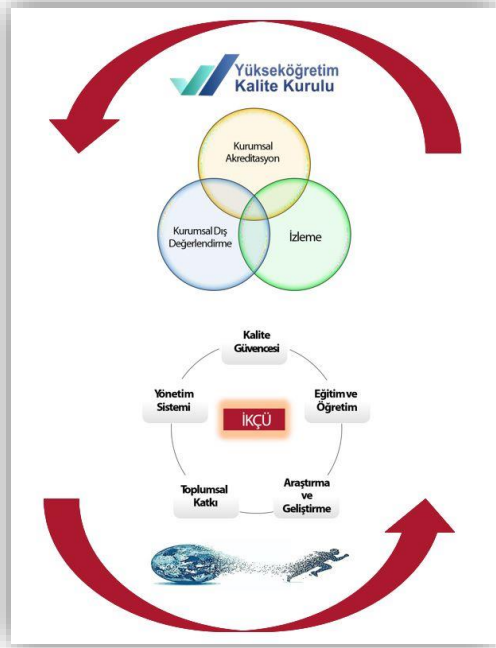 Yükseköğretim
Kalite Kurulu
Kurumsal
Akreditasyon
Kurumsal Dış
Değerlendirme
İzleme
Kalite
Güvencesi
Yönetim
Sistemi
Eğitim ve
Öğretim
İKÇÜ
Toplumsal
Katkı
Araştırma
ve
Geliştirme